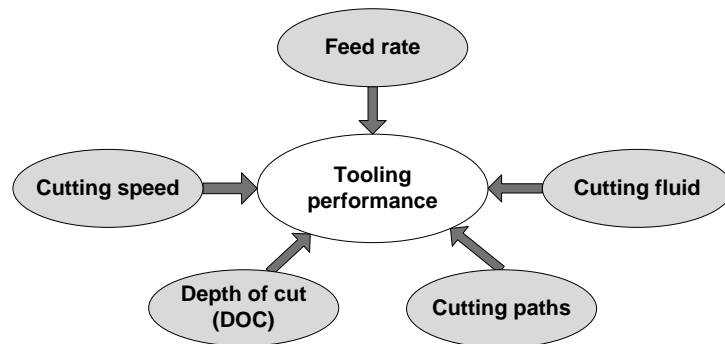 Feed rate
Cutting speed
Tooling
performance
Cutting fluid
Depth of cut
(DOC)
Cutting paths